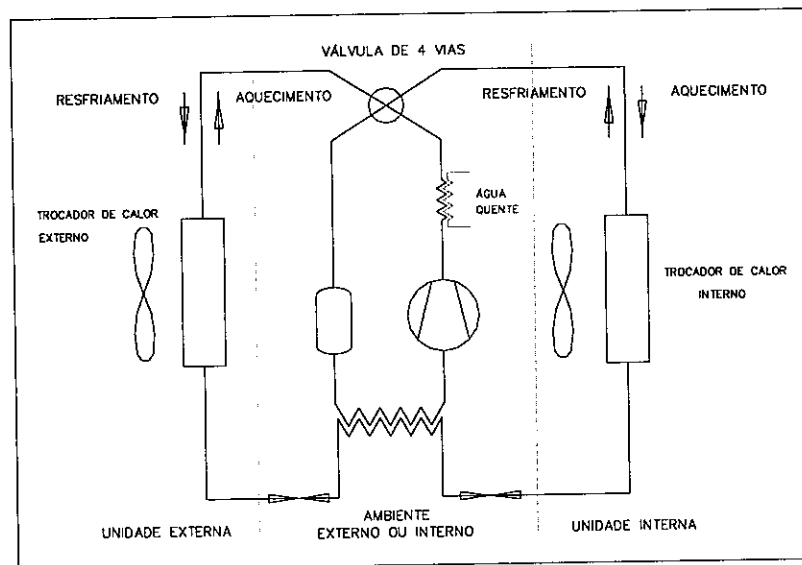 VÁLVULA DE 4 VIAS
RESFRIAMENTO
AQUECIMENTO
RESFRIAMENTO
AQUECIMENTO
ÁGUA
QUENTE
TROCADOR DE CALOR
EXTERNO
TROCADOR DE CALOR
INTERNO
UNIDADE EXTERNA
AMBIENTE
EXTERNO OU INTERNO
UNIDADE INTERNA